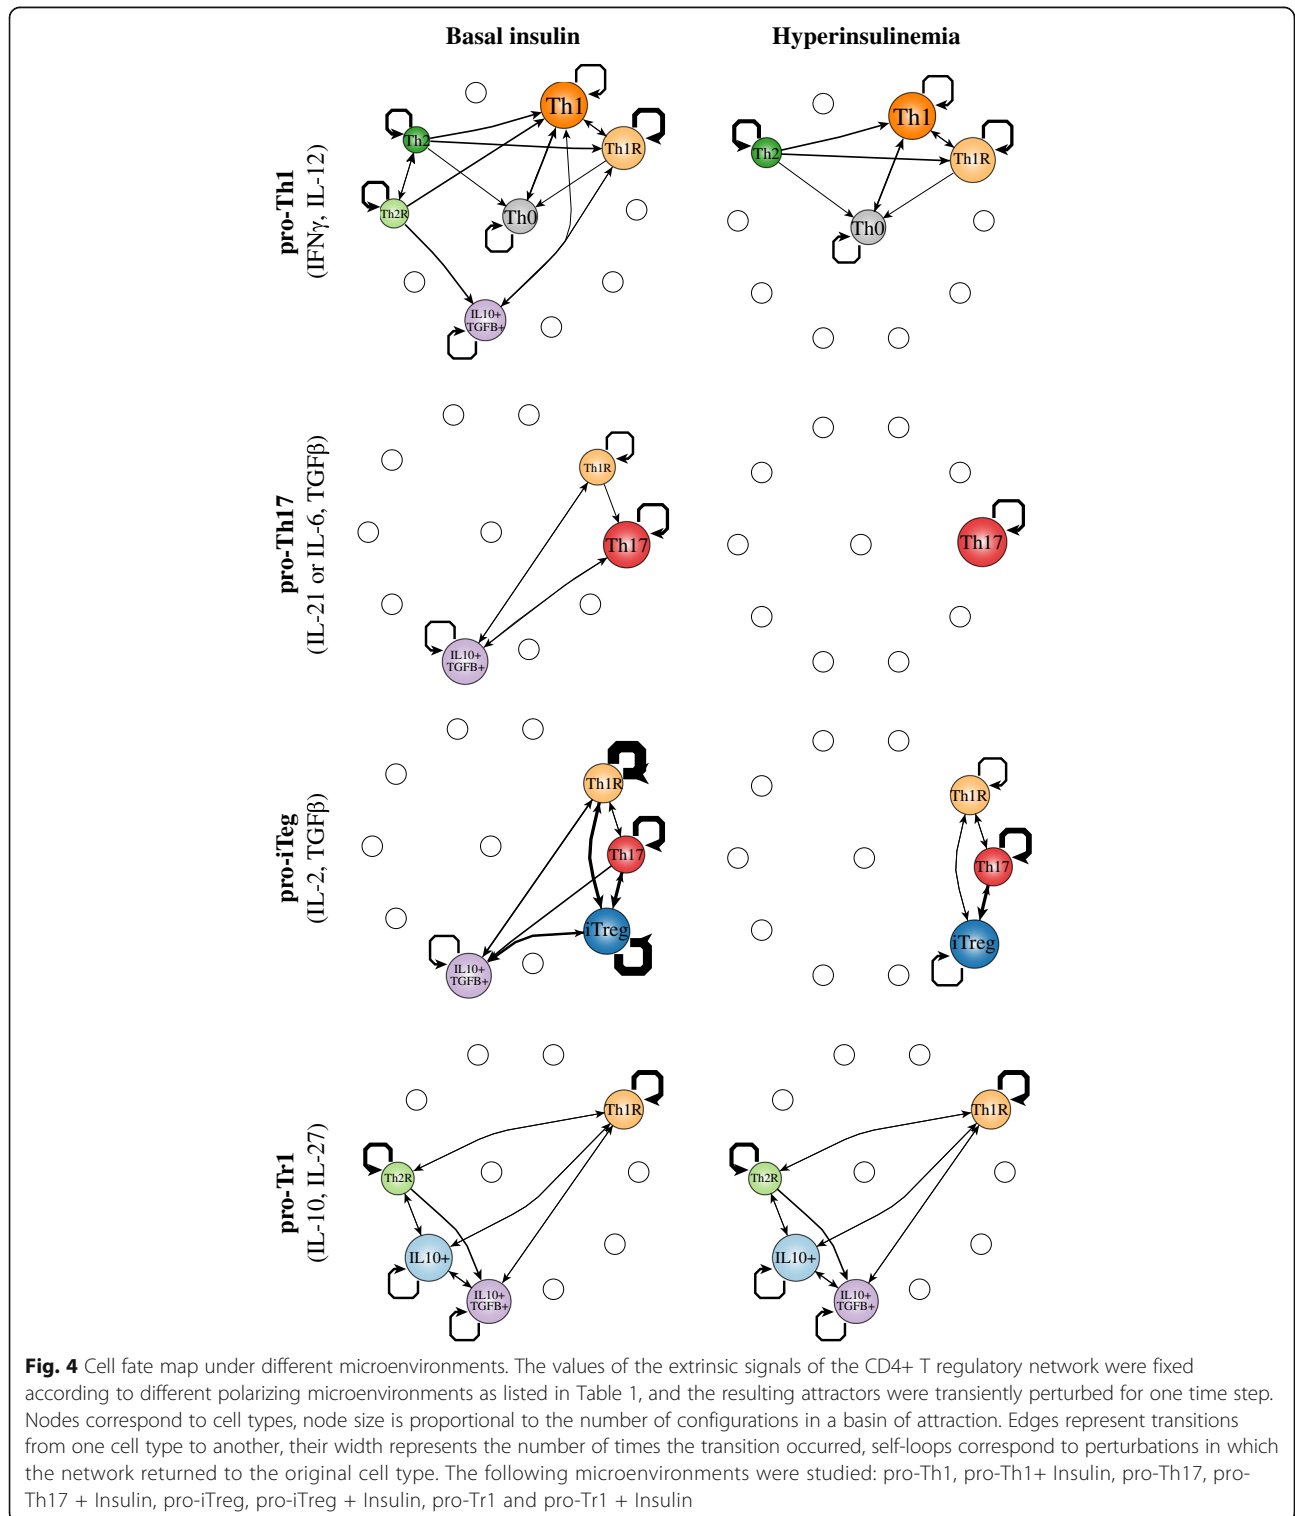 Basal insulin
Hyperinsulinemia
pro-Th1
(IFNγ, IL-12)
Th1
Th2
Th1R
Th2R
Th0
IL10+
TGFB+
Th1
Th2
Th1R
Th0
pro-Th17
(IL-21 or IL-6, TGFβ)
Th1R
Th17
IL10+
TGFB+
Th17
pro-iTeg
(IL-2, TGFβ)
Th1R
Th17
iTreg
IL10+
TGFB+
Th1R
Th17
iTreg
pro-Tr1
(IL-10, IL-27)
Th1R
Th2R
IL10+
IL10+
TGFB+
Th1R
Th2R
IL10+
IL10+
TGFB+
Fig. 4 Cell fate map under different microenvironments. The values of the extrinsic signals of the CD4+ T regulatory network were fixed
according to different polarizing microenvironments as listed in Table 1, and the resulting attractors were transiently perturbed for one time step.
Nodes correspond to cell types, node size is proportional to the number of configurations in a basin of attraction. Edges represent transitions
from one cell type to another, their width represents the number of times the transition occurred, self-loops correspond to perturbations in which
the network returned to the original cell type. The following microenvironments were studied: pro-Th1, pro-Th1+ Insulin, pro-Th17, pro-
Th17 + Insulin, pro-iTreg, pro-iTreg + Insulin, pro-Tr1 and pro-Tr1 + Insulin